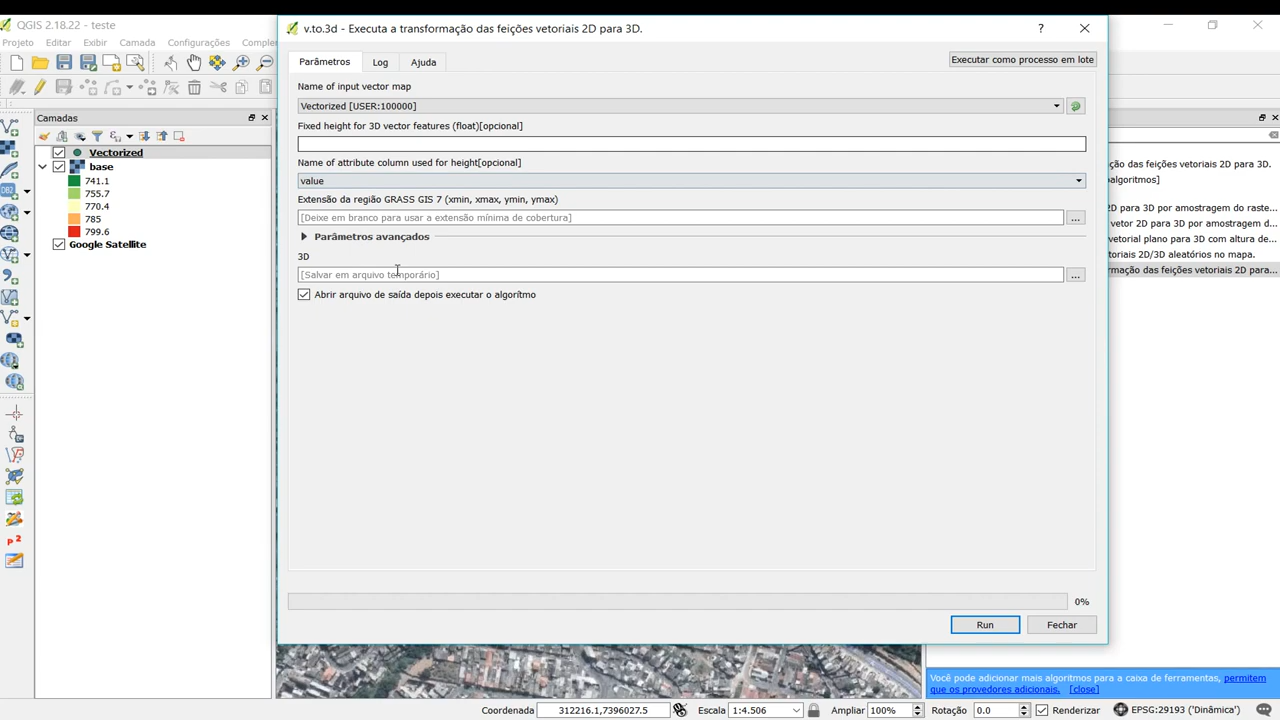 QGIS 2.18.22 - teste
Projeto Editar Exibir Camada Configurações
v.to.3d - Executa a transformação das feições vetoriais 2D para 3D.
?
Parâmetros Log Ajuda
Executar como processo em lote
Name of input vector map
Vectorized [USER:100000]
Fixed height for 3D vector features (float)[opcional]
Name of attribute column used for height[opcional]
value
Extensão da região GRASS GIS 7 (xmin, xmax, ymin, ymax)
[Deixe em branco para usar a extensão mínima de cobertura]
...
Parâmetros avançados
3D
[Salvar em arquivo temporário]
...
Abrir arquivo de saída depois executar o algorítmo
0%
Run Fechar
Camadas
Vectorized
base
741.1
755.7
770.4
785
799.6
Google Satellite
ção das feições vetoriais 2D para 3D.
algoritmos]
o para 3D por amostragem do raste...
vetor 2D para 3D por amostragem d...
vetorial plano para 3D com altura de...
toriais 2D/3D aleatórios no mapa.
rmação das feições vetoriais 2D para...
Você pode adicionar mais algoritmos para a caixa de ferramentas, permitem
que os provedores adicionais. [close]
Coordenada 312216.1,7396027.5 Escala 1:4.506 Ampliar 100% Rotação 0.0 Renderizar EPSG:29193 ('Dinâmica')